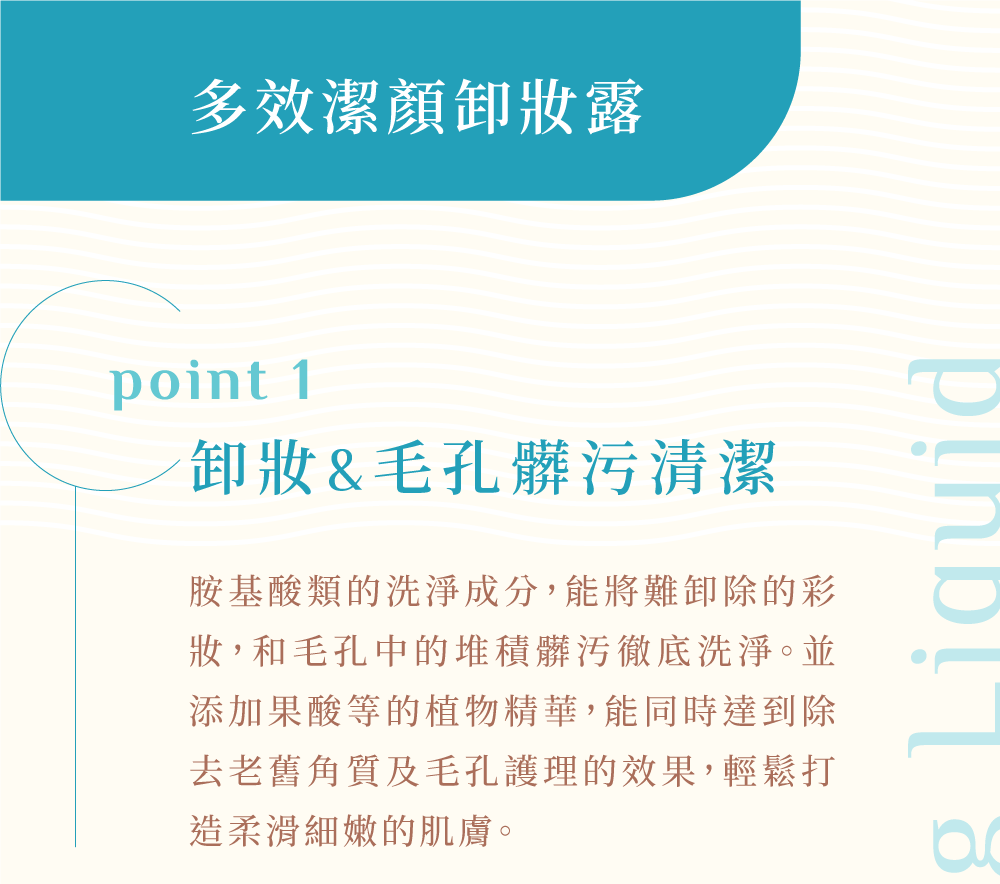 多效潔顏卸妝露
point 1
卸妝&毛孔髒污清潔
胺基酸類的洗淨成分，能將難卸除的彩
妝，和毛孔中的堆積髒污徹底洗淨。並
添加果酸等的植物精華，能同時達到除
去老舊角質及毛孔護理的效果，輕鬆打
造柔滑細嫩的肌膚。
g Liquid